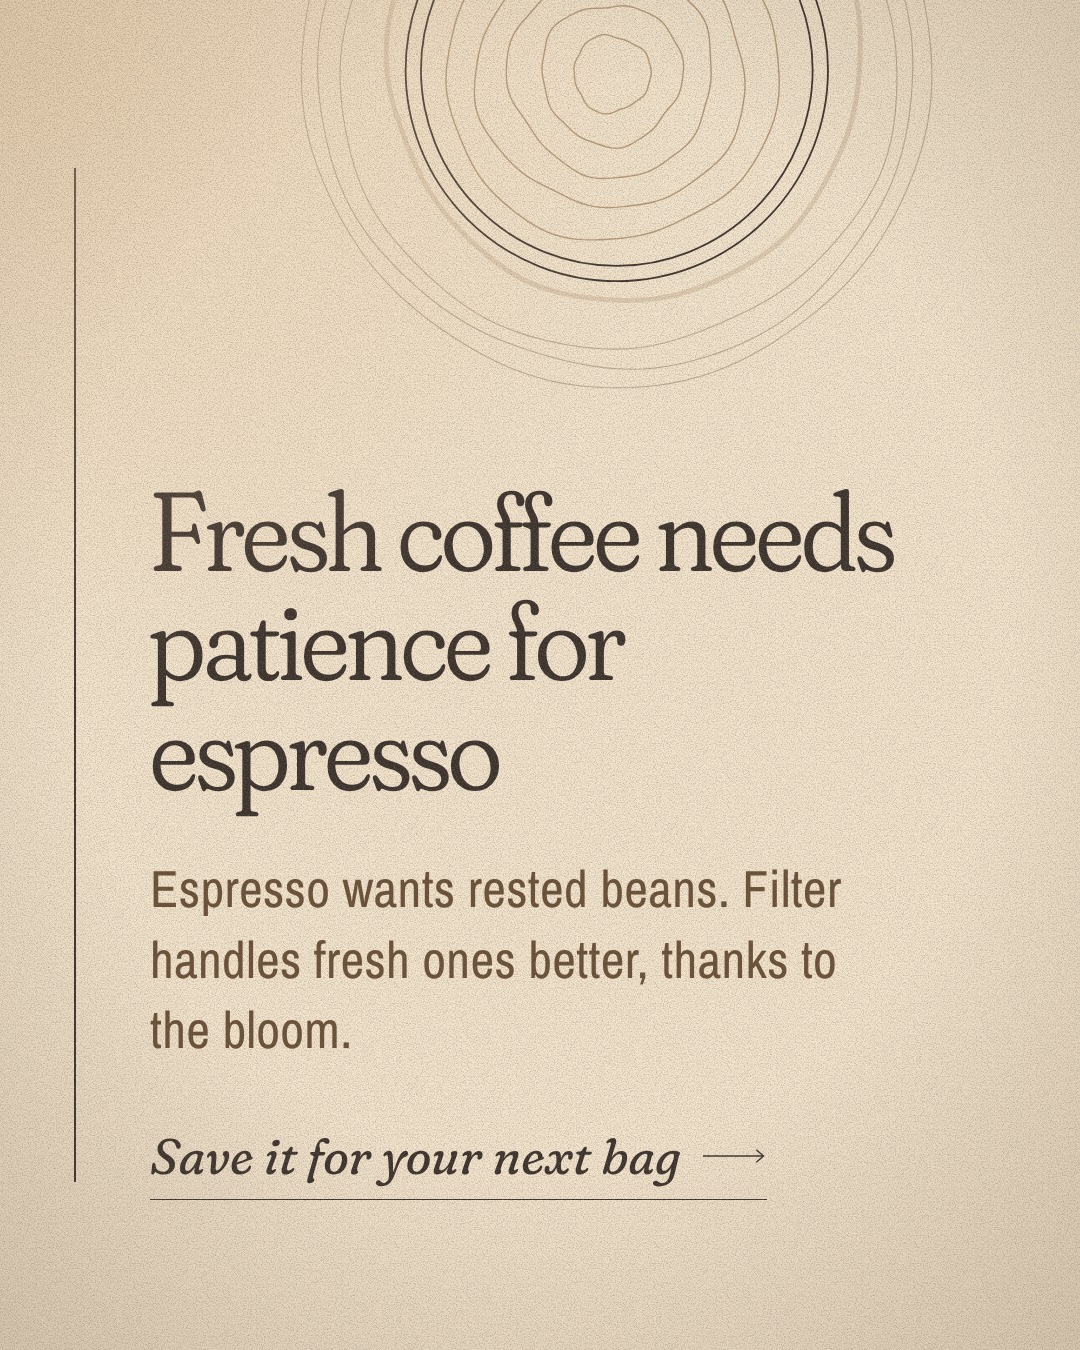 Fresh coffee needs
patience for
espresso
Espresso wants rested beans. Filter
handles fresh ones better, thanks to
the bloom.
Save it for your next bag →